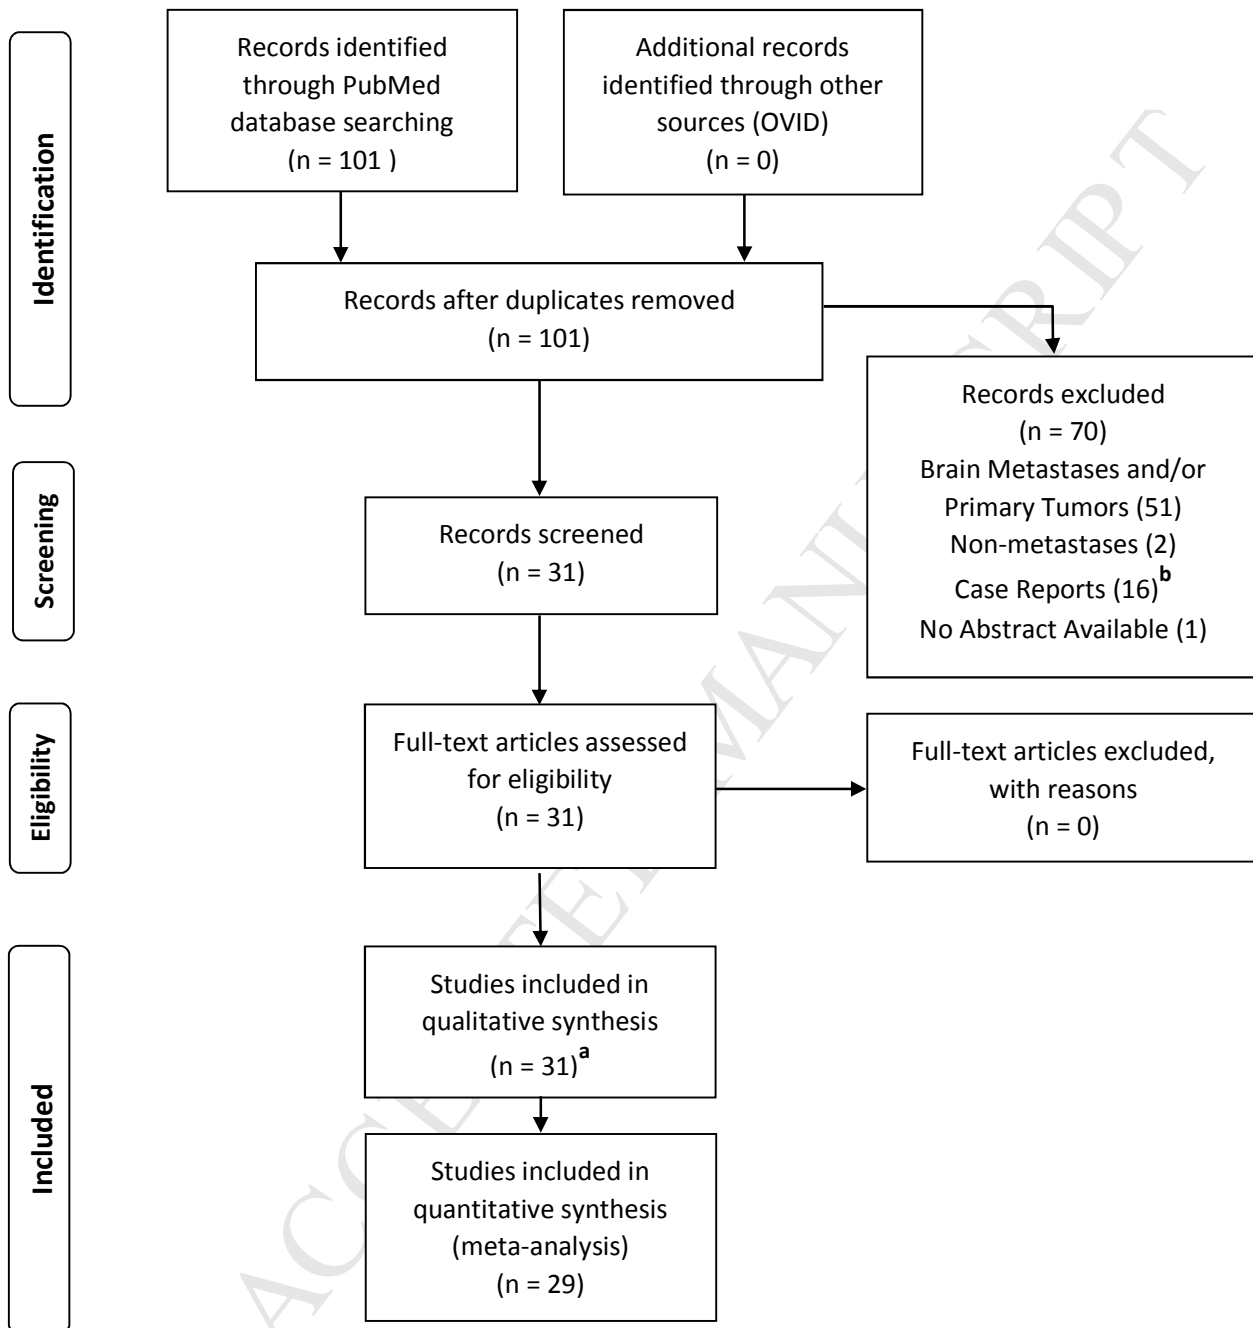 Identification
Records identified
through PubMed
database searching
(n = 101 )
Additional records
identified through other
sources (OVID)
(n = 0)
Records after duplicates removed
(n = 101)
Records excluded
(n = 70)
Brain Metastases and/or
Primary Tumors (51)
Non-metastases (2)
Case Reports (16)b
No Abstract Available (1)
Screening
Records screened
(n = 31)
Eligibility
Full-text articles assessed
for eligibility
(n = 31)
Full-text articles excluded,
with reasons
(n = 0)
Included
Studies included in
qualitative synthesis
(n = 31)a
Studies included in
quantitative synthesis
(meta-analysis)
(n = 29)
ACCEPTED MANUSCRIPT